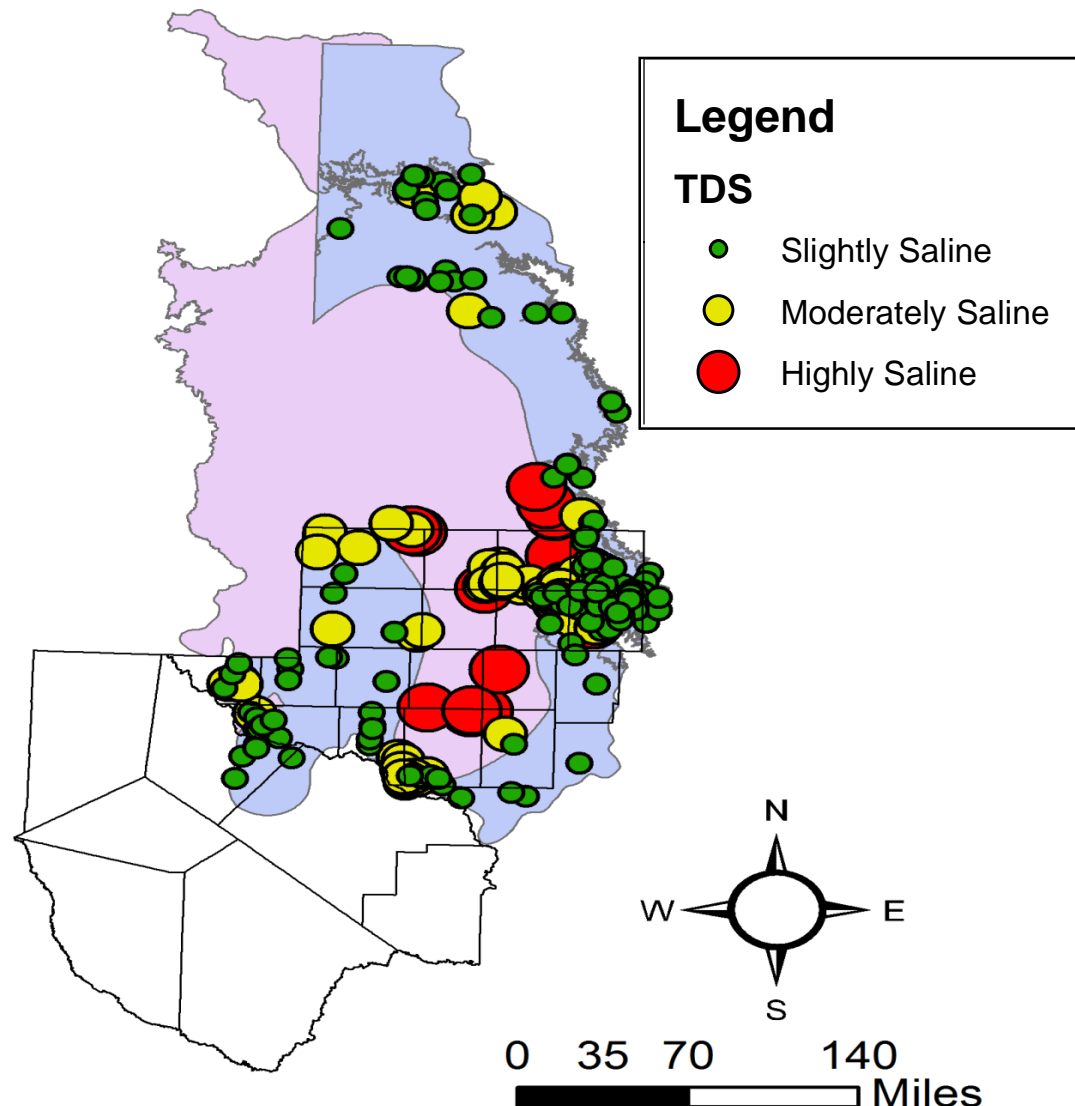 Legend
TDS
Slightly Saline
Moderately Saline
Highly Saline
N
W E
S
0 35 70 140
Miles